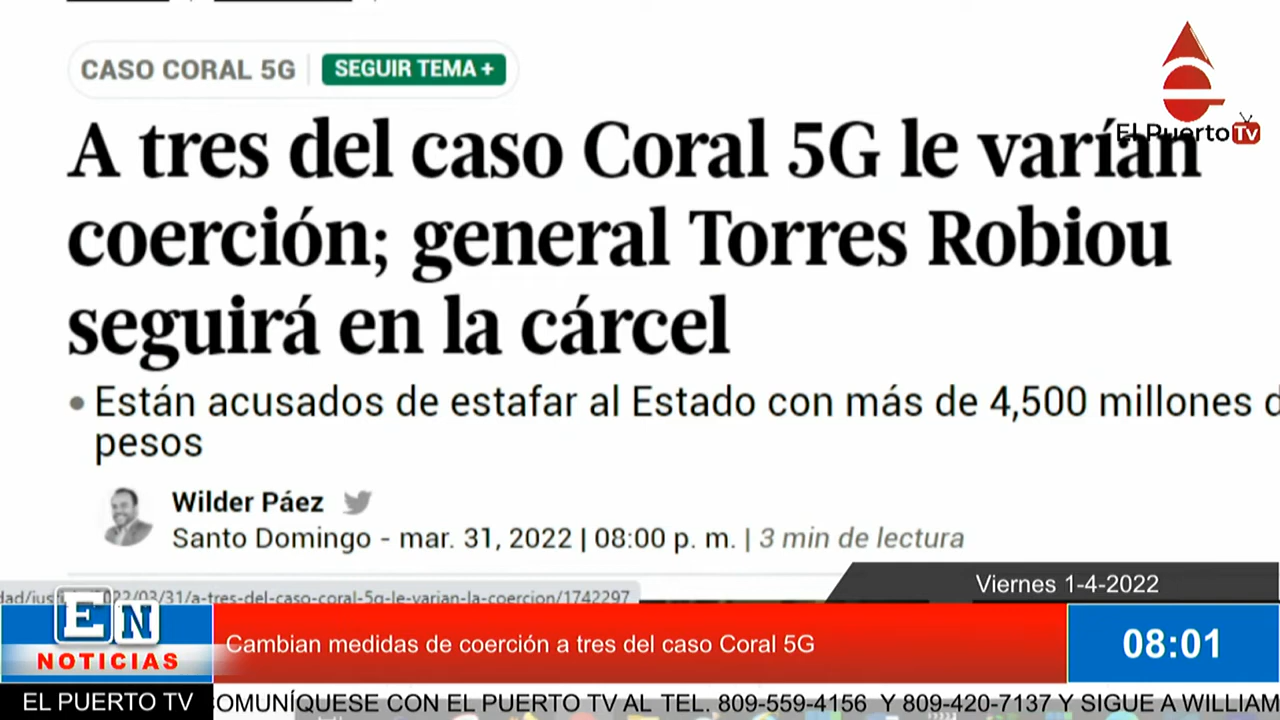 CASO CORAL 5G
SEGUIR TEMA +
A tres del caso Coral 5G le varían
El Puerto Tv
coerción; general Torres Robiou
seguirá en la cárcel
• Están acusados de estafar al Estado con más de 4,500 millones d
pesos
Wilder Páez
Santo Domingo - mar. 31, 2022 | 08:00 p. m. | 3 min de lectura
Viernes 1-4-2022
2022/03/31/a-tres-del-caso-coral-5g-le-varian-la-coercion/1742297
EN
NOTICIAS
Cambian medidas de coerción a tres del caso Coral 5G
08:01
EL PUERTO TV
COMUNÍQUESE CON EL PUERTO TV AL TEL. 809-559-4156 Y 809-420-7137 Y SIGUE A WILLIAM